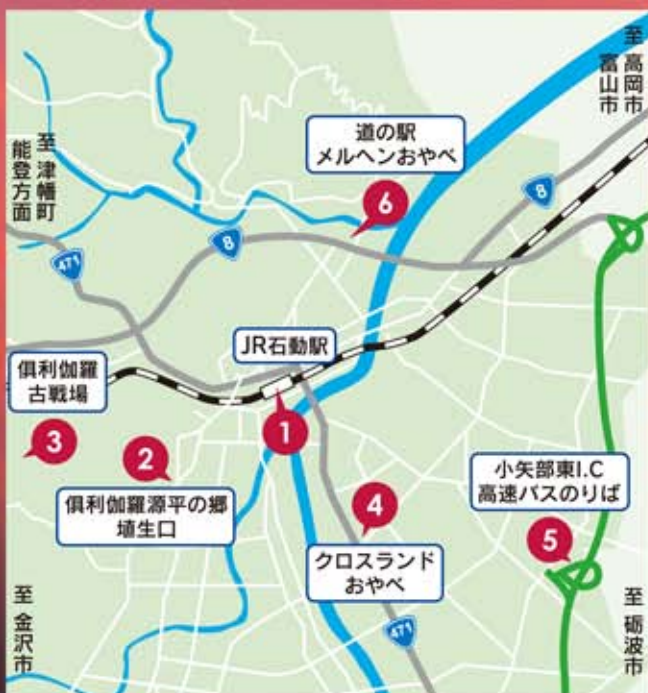 至 高岡市
富山市
道の駅
メルヘンおやべ
6
8
至 津幡町
能登方面
8
471
JR石動駅
1
倶利伽羅
古戦場
3
2
倶利伽羅源平の郷
埴生口
4
クロスランド
おやべ
小矢部東I.C
高速バスのりば
5
至 金沢市
471
至 砺波市